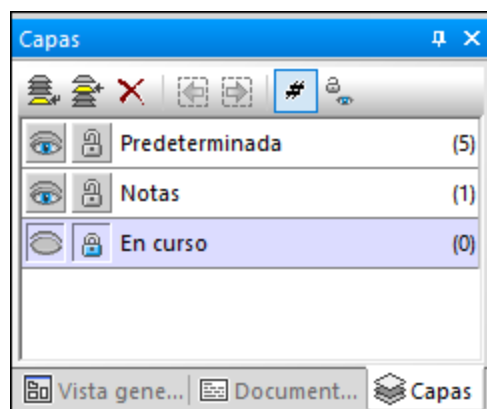 Capas
#
Predeterminada (5)
Notas (1)
En curso (0)
Vista gene... Document... Capas